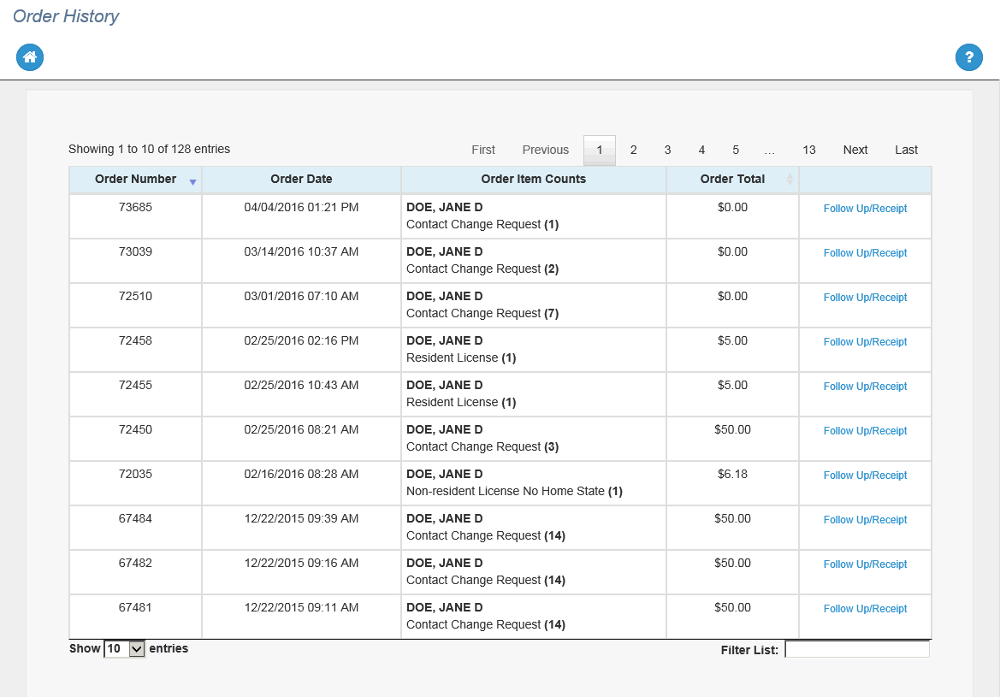 Order History
?
Showing 1 to 10 of 128 entries First Previous 1 2 3 4 5 … 13 Next Last
Order Number Order Date Order Item Counts Order Total
73685 04/04/2016 01:21 PM DOE, JANE D $0.00 Follow Up/Receipt
Contact Change Request (1)
73039 03/14/2016 10:37 AM DOE, JANE D $0.00 Follow Up/Receipt
Contact Change Request (2)
72510 03/01/2016 07:10 AM DOE, JANE D $0.00 Follow Up/Receipt
Contact Change Request (7)
72458 02/25/2016 02:16 PM DOE, JANE D $5.00 Follow Up/Receipt
Resident License (1)
72455 02/25/2016 10:43 AM DOE, JANE D $5.00 Follow Up/Receipt
Resident License (1)
72450 02/25/2016 08:21 AM DOE, JANE D $50.00 Follow Up/Receipt
Contact Change Request (3)
72035 02/16/2016 08:28 AM DOE, JANE D $6.18 Follow Up/Receipt
Non-resident License No Home State (1)
67484 12/22/2015 09:39 AM DOE, JANE D $50.00 Follow Up/Receipt
Contact Change Request (14)
67482 12/22/2015 09:16 AM DOE, JANE D $50.00 Follow Up/Receipt
Contact Change Request (14)
67481 12/22/2015 09:11 AM DOE, JANE D $50.00 Follow Up/Receipt
Contact Change Request (14)
Show 10 entries Filter List: